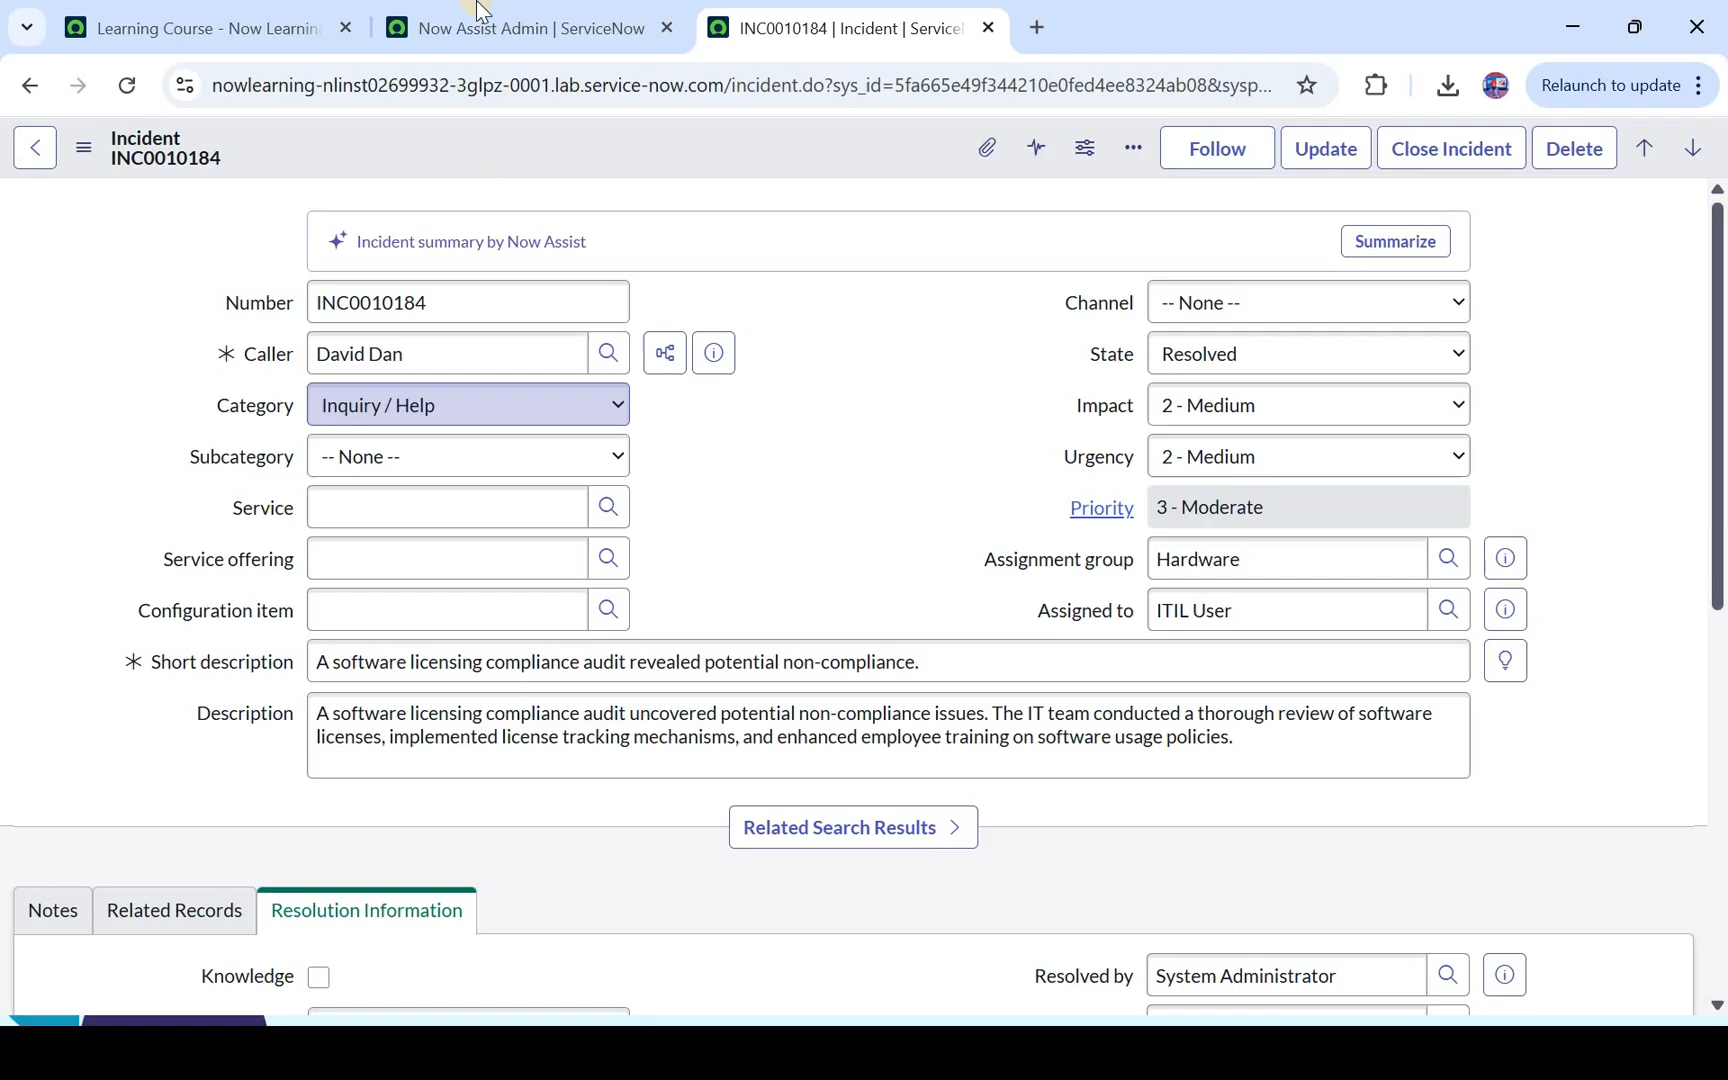 Learning Course - Now Learnin
Now Assist Admin | ServiceNow
INC0010184 | Incident | Service
nowlearning-nlinst02699932-3glpz-0001.lab.service-now.com/incident.do?sys_id=5fa665e49f344210e0fed4ee8324ab08&sysp...
Relaunch to update
Incident
INC0010184
Follow
Update
Close Incident
Delete
Incident summary by Now Assist
Summarize
Number INC0010184
Channel -- None --
* Caller David Dan
State Resolved
Category Inquiry / Help
Impact 2 - Medium
Subcategory -- None --
Urgency 2 - Medium
Service
Priority 3 - Moderate
Service offering
Assignment group Hardware
Configuration item
Assigned to ITIL User
* Short description A software licensing compliance audit revealed potential non-compliance.
Description A software licensing compliance audit uncovered potential non-compliance issues. The IT team conducted a thorough review of software
licenses, implemented license tracking mechanisms, and enhanced employee training on software usage policies.
Related Search Results
Notes
Related Records
Resolution Information
Knowledge
Resolved by System Administrator